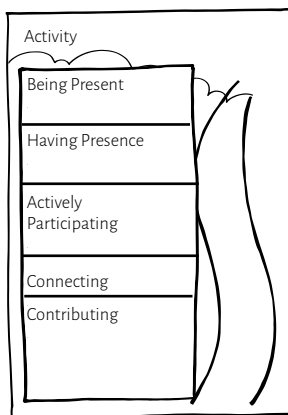 Activity
Being Present
Having Presence
Actively
Participating
Connecting
Contributing